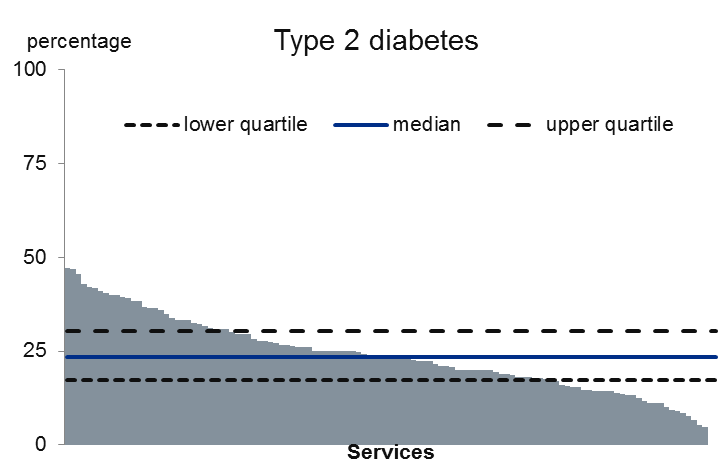 percentage
Type 2 diabetes
100
lower quartile median upper quartile
75
50
25
0
Services